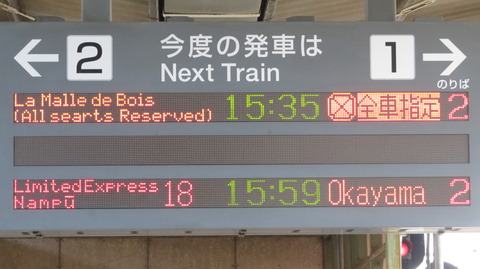 ← 2 今度の発車は 1 →
Next Train のりば
La Malle de Bois 15:35 全車指定 2
(All searts Reserved)
Limited Express 18 15:59 Okayama 2
Nampū